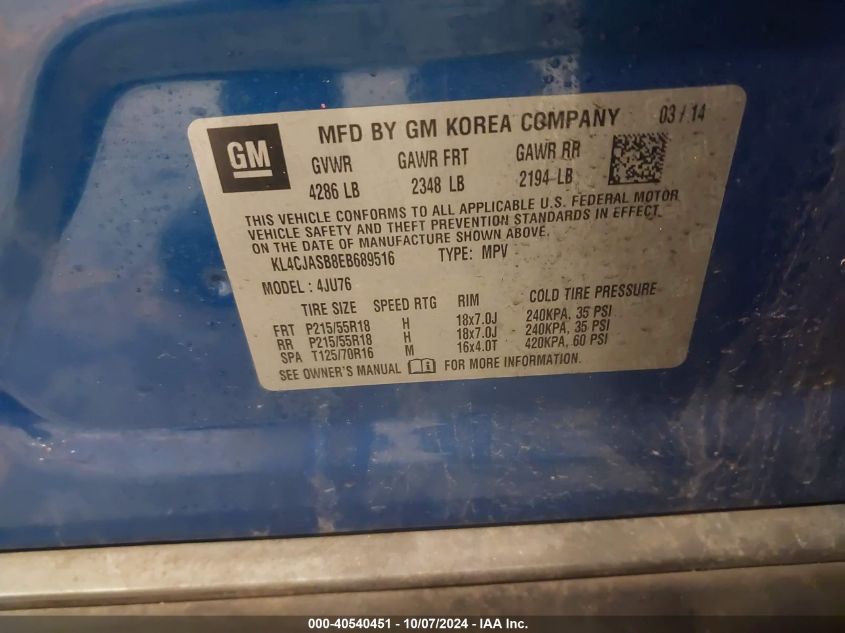 GM
MFD BY GM KOREA COMPANY 03 / 14
GVWR GAWR FRT GAWR RR
4286 LB 2348 LB 2194 LB
THIS VEHICLE CONFORMS TO ALL APPLICABLE U.S. FEDERAL MOTOR
VEHICLE SAFETY AND THEFT PREVENTION STANDARDS IN EFFECT
ON THE DATE OF MANUFACTURE SHOWN ABOVE.
KL4CJASB8EB689516 TYPE: MPV
MODEL: 4JU76
TIRE SIZE SPEED RTG RIM COLD TIRE PRESSURE
FRT P215/55R18 H 18x7.0J 240KPA, 35 PSI
RR P215/55R18 H 18x7.0J 240KPA, 35 PSI
SPA T125/70R16 M 16x4.0T 420KPA, 60 PSI
SEE OWNER'S MANUAL FOR MORE INFORMATION.
000-40540451 - 10/07/2024 - IAA Inc.